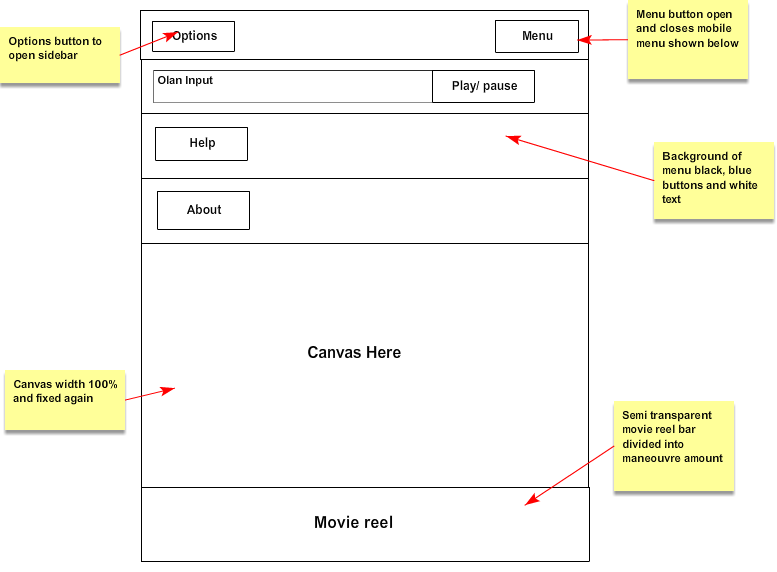 Options button to
open sidebar
Options
Menu
Menu button open
and closes mobile
menu shown below
Olan Input
Play/ pause
Help
Background of
menu black, blue
buttons and white
text
About
Canvas Here
Canvas width 100%
and fixed again
Semi transparent
movie reel bar
divided into
maneouvre amount
Movie reel